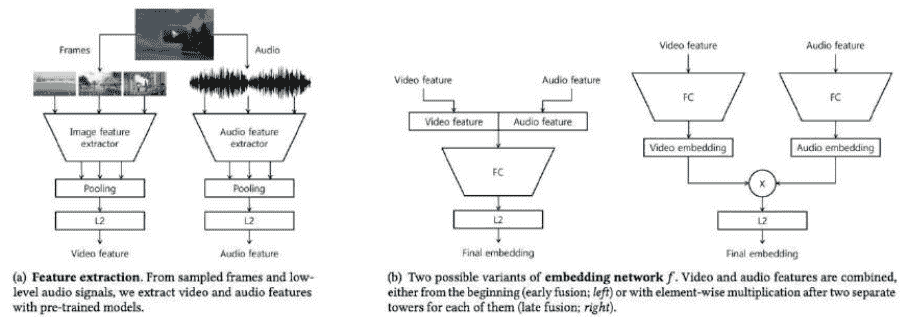 Frames
Audio
Image feature
extractor
Audio feature
extractor
Pooling
Pooling
L2
L2
Video feature
Audio feature
(a) Feature extraction. From sampled frames and low-
level audio signals, we extract video and audio features
with pre-trained models.
Video feature
Audio feature
Video feature
Audio feature
FC
L2
Final embedding
Video feature
Audio feature
FC
FC
Video embedding
Audio embedding
X
L2
Final embedding
(b) Two possible variants of embedding network f. Video and audio features are combined,
either from the beginning (early fusion; left) or with element-wise multiplication after two separate
towers for each of them (late fusion; right).